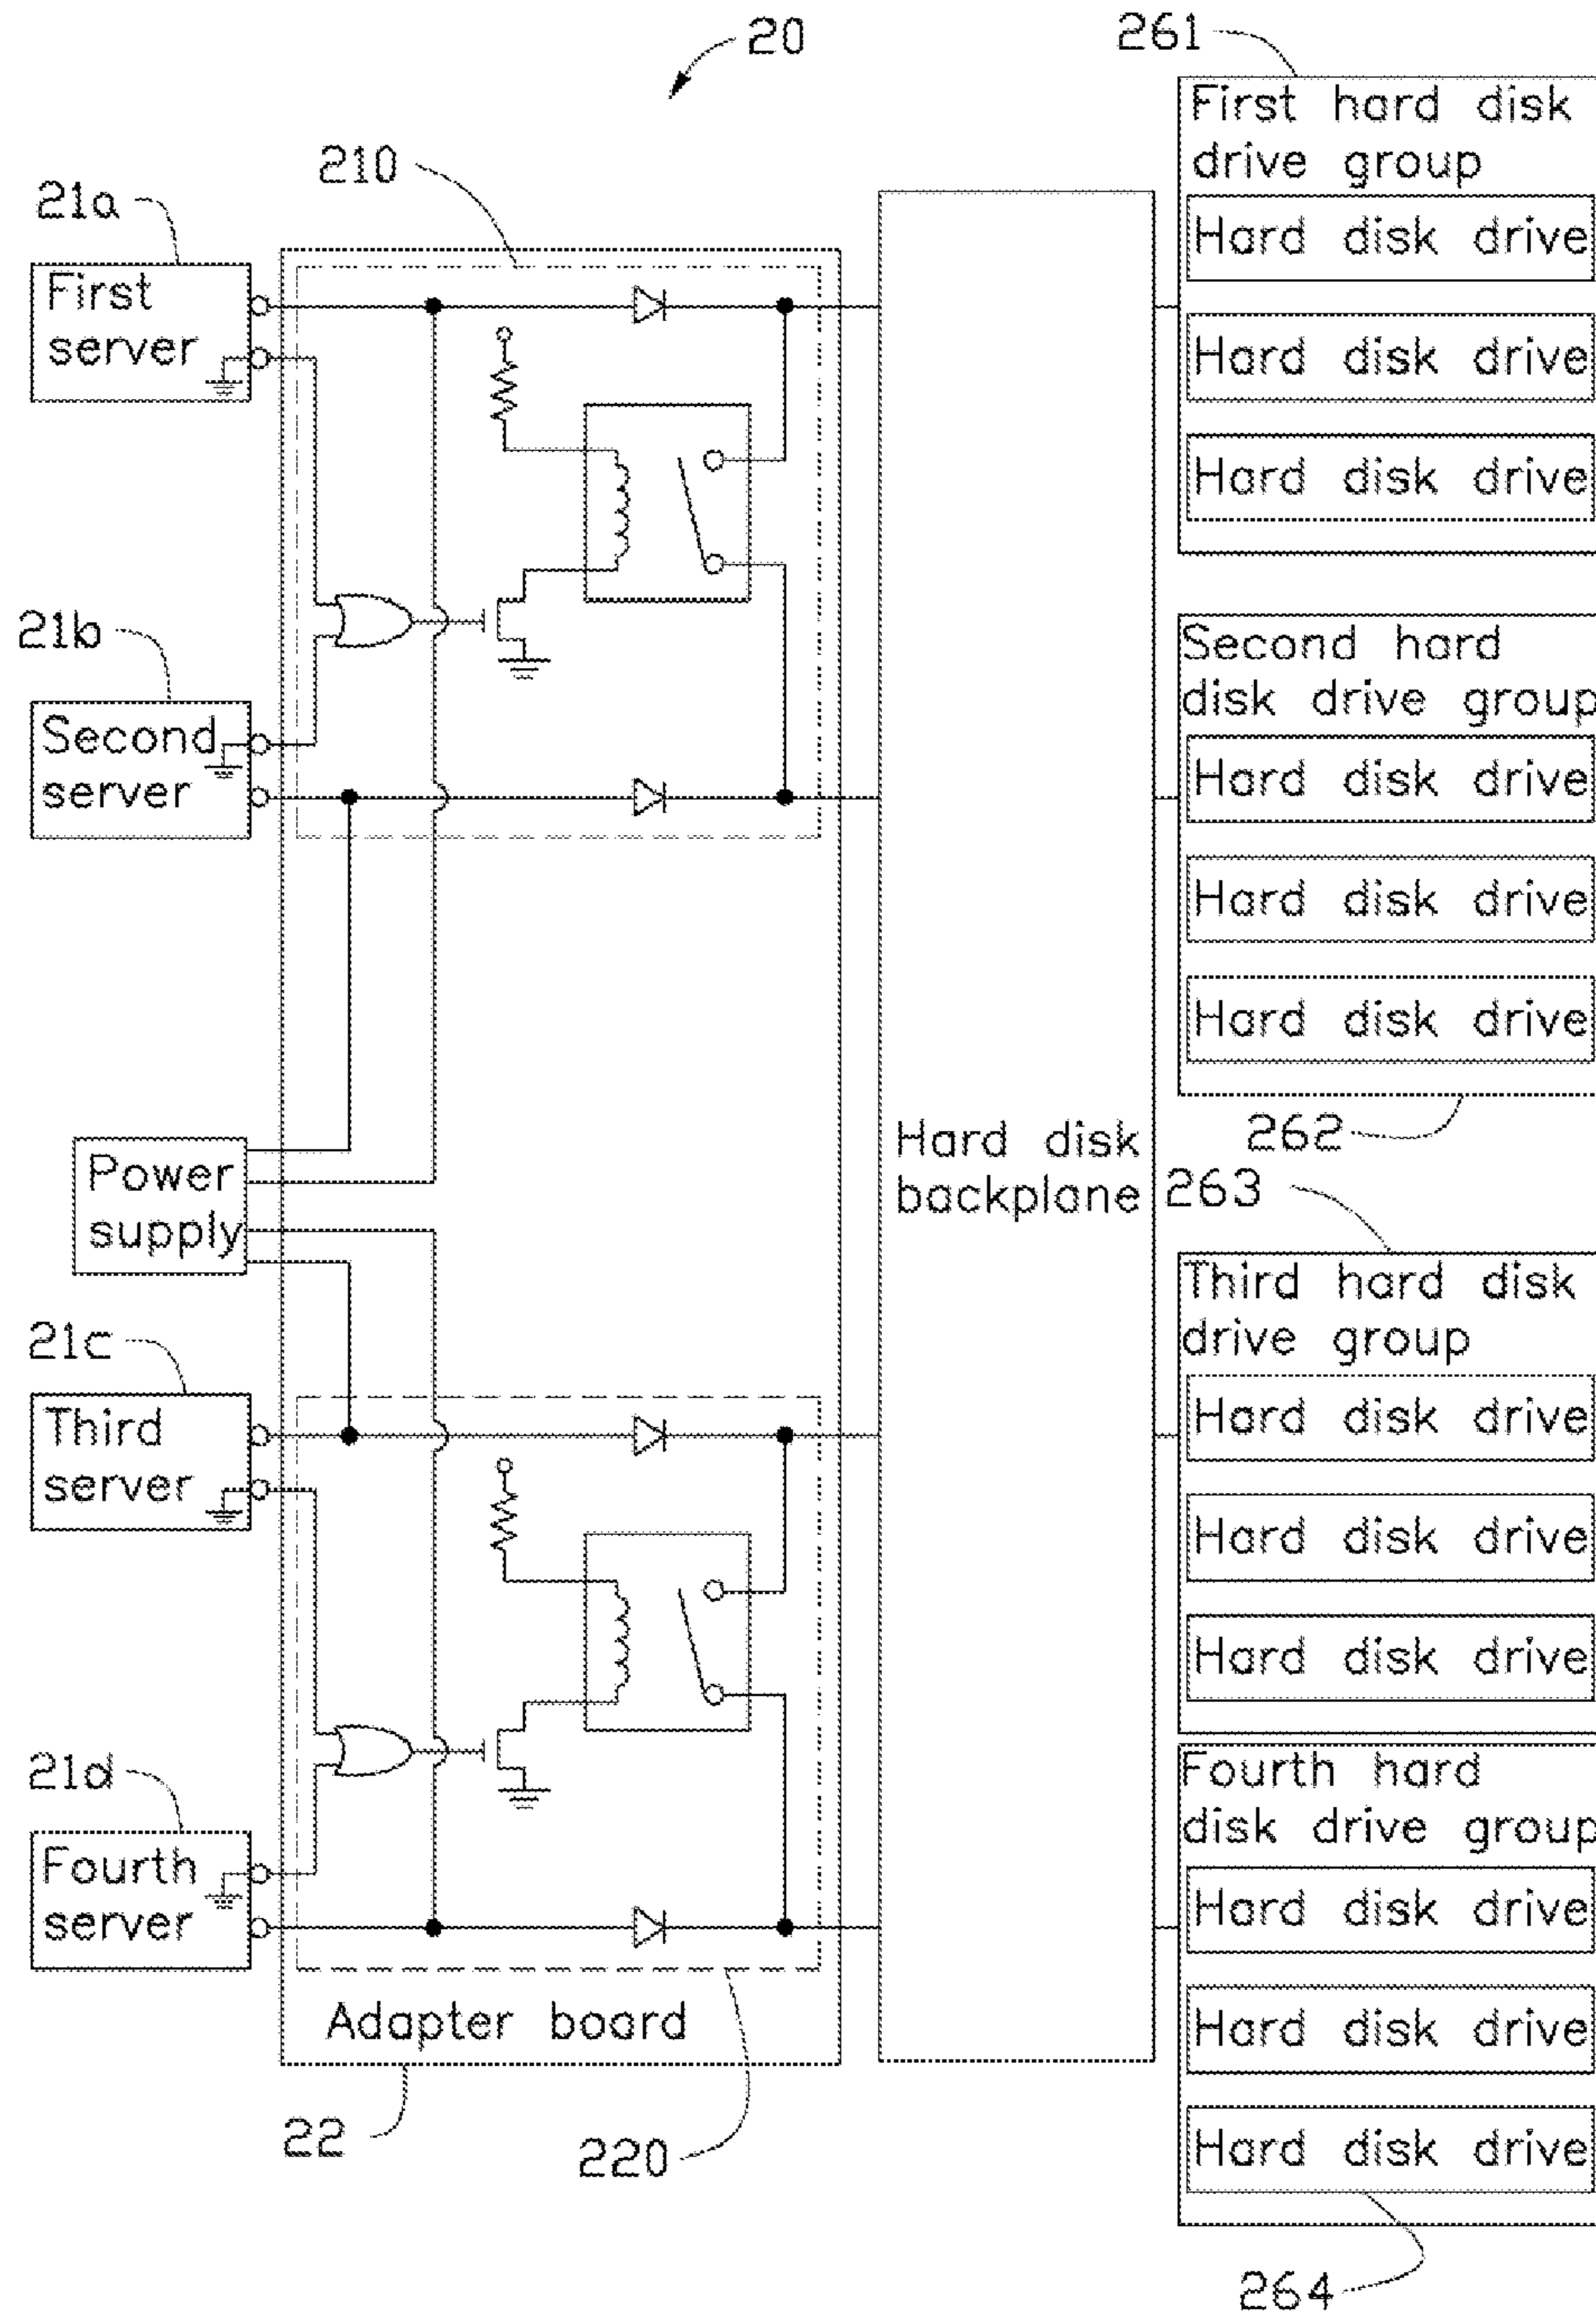 20
261
First hard disk
drive group
Hard disk drive
Hard disk drive
Hard disk drive
210
21a
First
server
21b
Second
server
Second hard
disk drive group
Hard disk drive
Hard disk drive
Hard disk drive
262
Power
supply
Hard disk
backplane
263
Third hard disk
drive group
Hard disk drive
Hard disk drive
Hard disk drive
21c
Third
server
21d
Fourth
server
Fourth hard
disk drive group
Hard disk drive
Hard disk drive
Hard disk drive
Adapter board
22
220
264